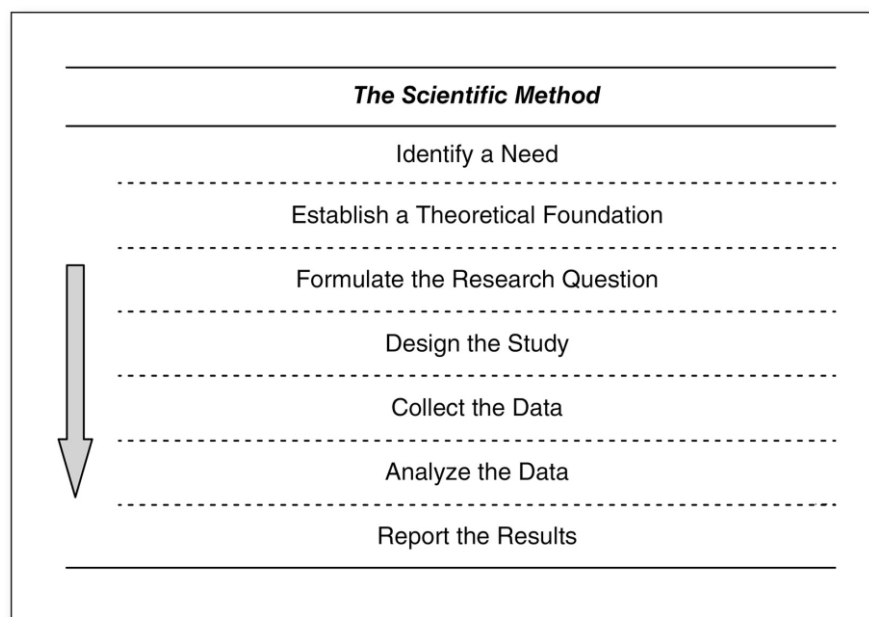 The Scientific Method
Identify a Need
Establish a Theoretical Foundation
Formulate the Research Question
Design the Study
Collect the Data
Analyze the Data
Report the Results